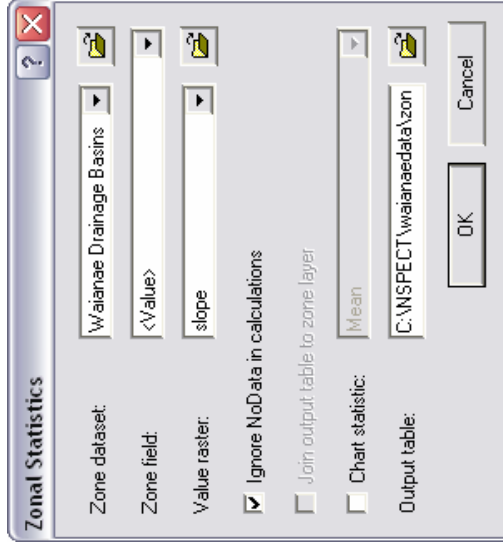 Zonal Statistics
Zone dataset: Waianae Drainage Basins
Zone field: <Value>
Value raster: slope
Ignore NoData in calculations
Join output table to zone layer
Chart statistic: Mean
Output table: C:\NSPECT\waianaedata\zon
OK Cancel